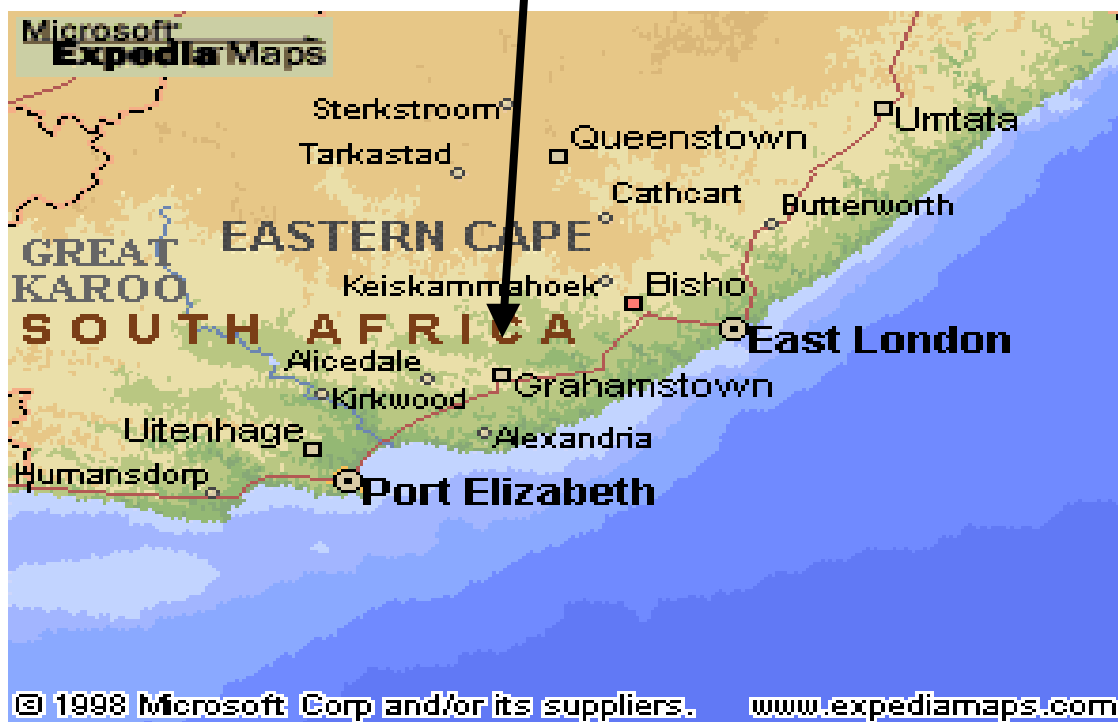 Microsoft
Expedia Maps
Sterkstroom
Umtata
Queenstown
Tarkastad
Cathcart
Butterworth
EASTERN CAPE
GREAT
KAROO
Keiskammahoek
Bisho
SOUTH AFRICA
East London
Alicedale
Grahamstown
Kirkwood
Uitenhage
Alexandria
Humansdorp
Port Elizabeth
© 1998 Microsoft Corp and/or its suppliers. www.expediamaps.com